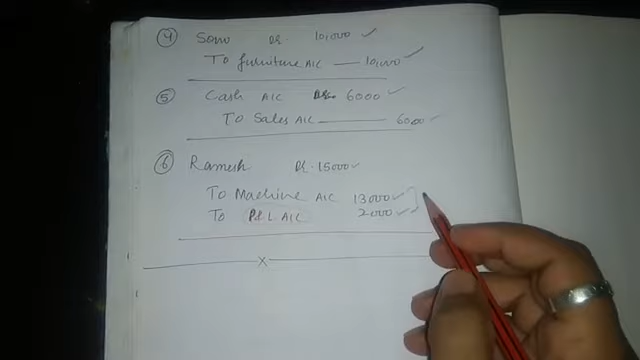 ④ Sonu Dr. 10,000 ✓
To furniture A/C —— 10,000 ✓
⑤ Cash A/C Dr. 6000 ✓
To Sales A/C ———— 6000 ✓
⑥ Ramesh Dr. 15000 ✓
To Machine A/C 13000 ✓
To P& L A/C 2000 ✓
x